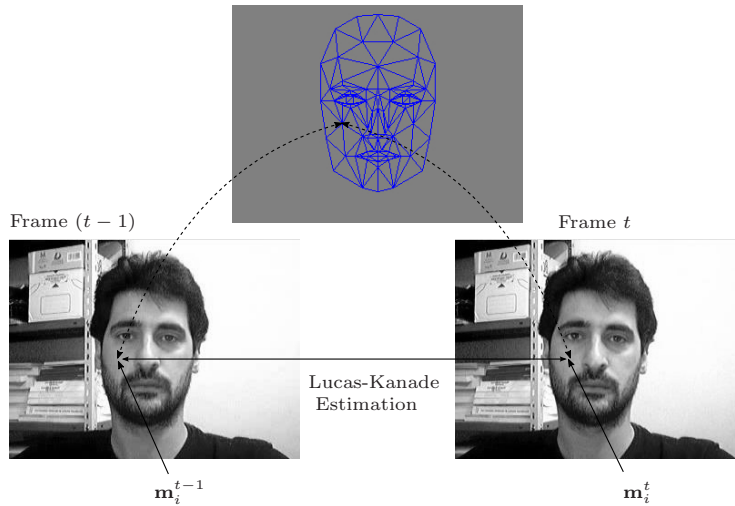 Frame (t − 1)
Frame t
Lucas-Kanade
Estimation
m_i^{t−1}
m_i^t